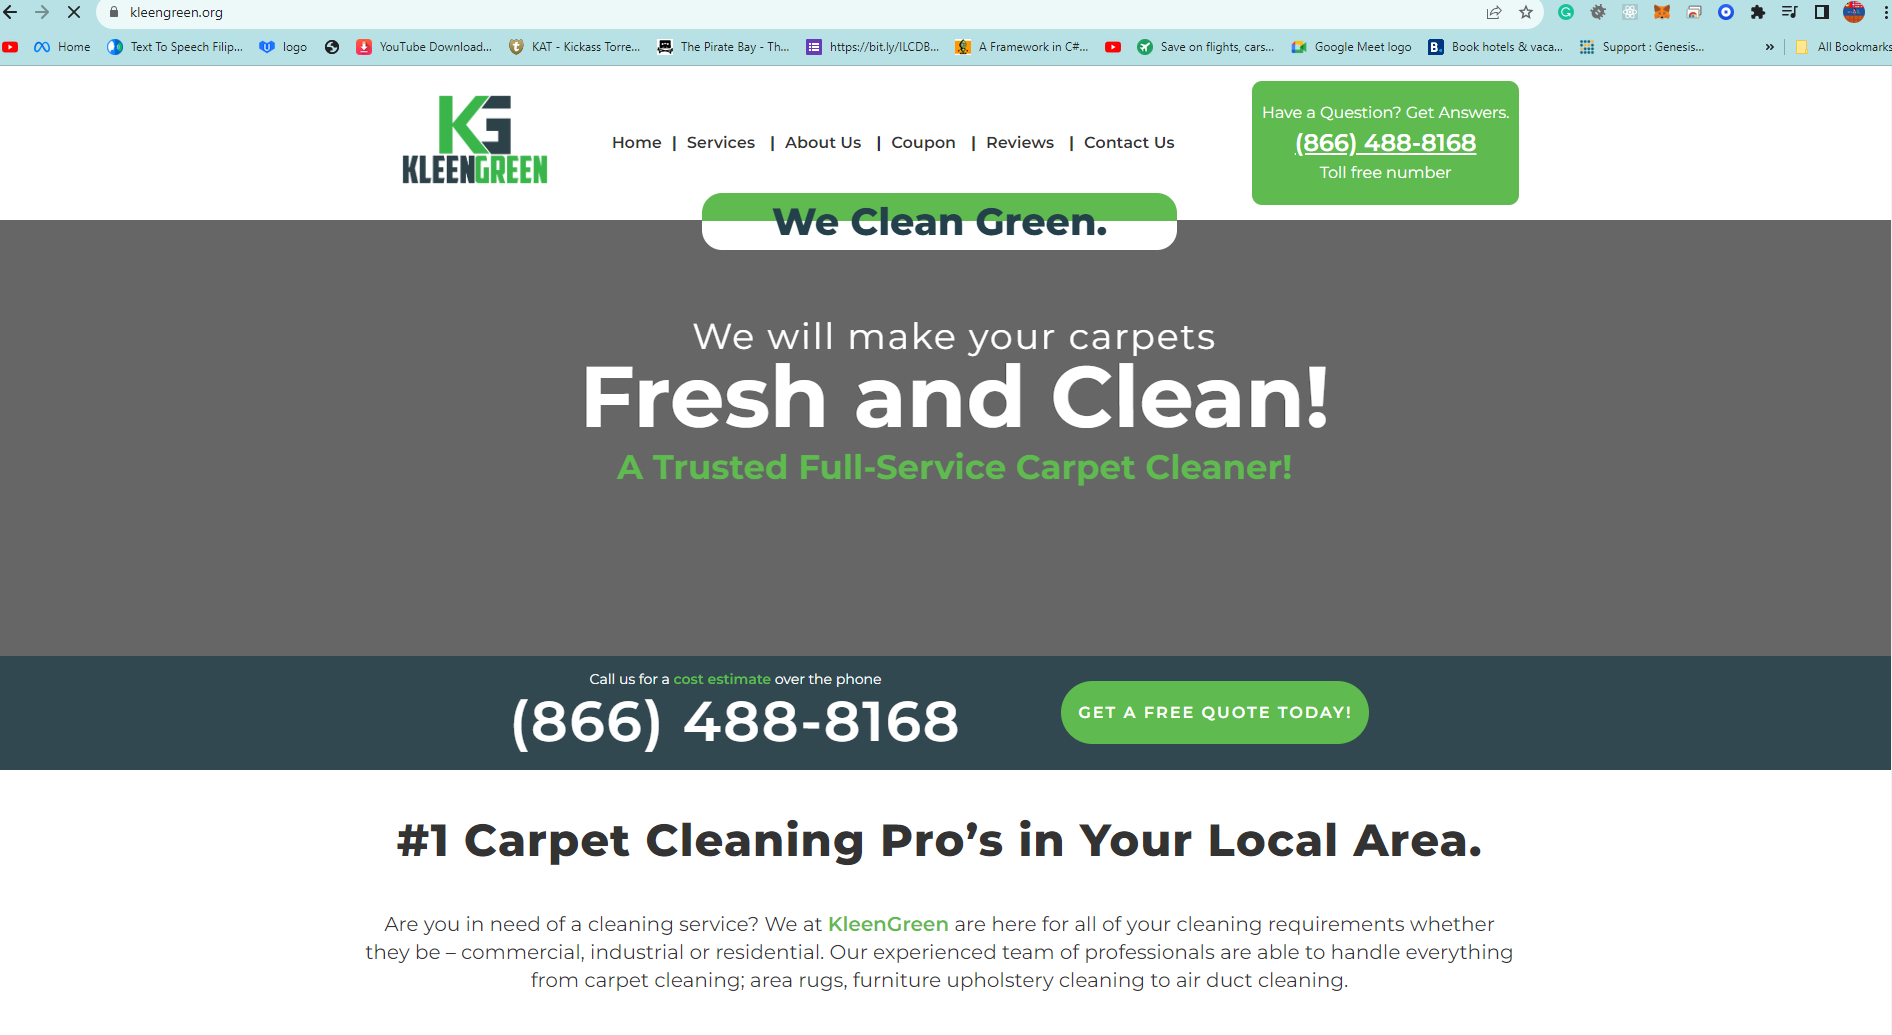 kleengreen.org
Home
Text To Speech Filip...
logo
YouTube Download...
KAT - Kickass Torre...
The Pirate Bay - Th...
https://bit.ly/ILCDB...
A Framework in C#...
Save on flights, cars...
Google Meet logo
B.
Book hotels & vaca...
Support : Genesis...
»
All Bookmarks
KG
KLEENGREEN
Home | Services | About Us | Coupon | Reviews | Contact Us
Have a Question? Get Answers.
(866) 488-8168
Toll free number
We Clean Green.
We will make your carpets
Fresh and Clean!
A Trusted Full-Service Carpet Cleaner!
Call us for a cost estimate over the phone
(866) 488-8168
GET A FREE QUOTE TODAY!
#1 Carpet Cleaning Pro’s in Your Local Area.
Are you in need of a cleaning service? We at KleenGreen are here for all of your cleaning requirements whether
they be – commercial, industrial or residential. Our experienced team of professionals are able to handle everything
from carpet cleaning; area rugs, furniture upholstery cleaning to air duct cleaning.